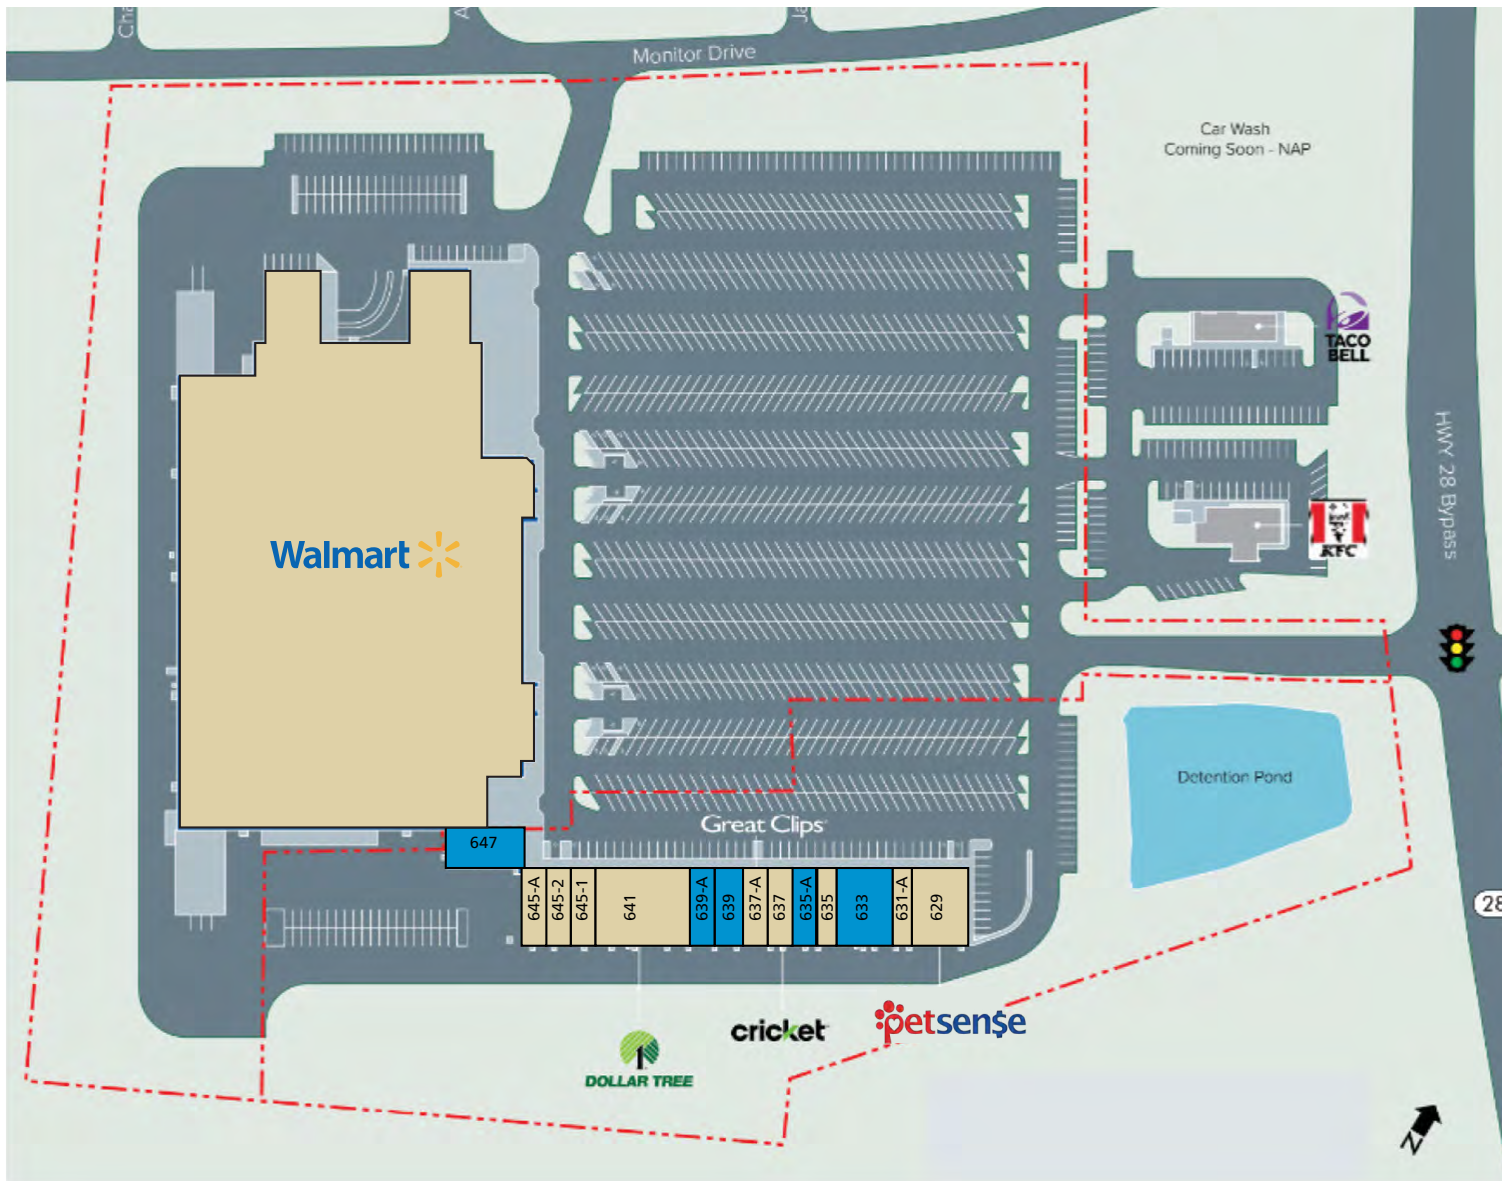 Monitor Drive
Car Wash
Coming Soon - NAP
TACO
BELL
HWY 28 Bypass
KFC
Walmart
Detention Pond
Great Clips
647
645-A
645-2
645-1
641
639-A
639
637-A
637
635-A
635
633
631-A
629
28
cricket
petsense
DOLLAR TREE
N